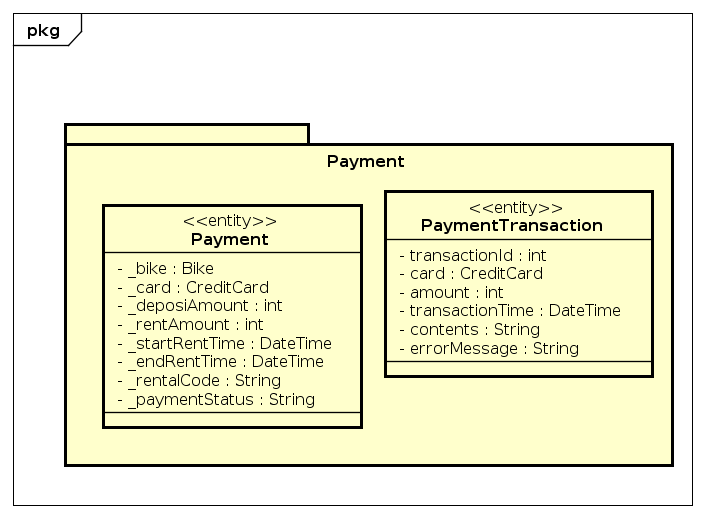 pkg
Payment
<<entity>>
Payment
- _bike : Bike
- _card : CreditCard
- _deposiAmount : int
- _rentAmount : int
- _startRentTime : DateTime
- _endRentTime : DateTime
- _rentalCode : String
- _paymentStatus : String
<<entity>>
PaymentTransaction
- transactionId : int
- card : CreditCard
- amount : int
- transactionTime : DateTime
- contents : String
- errorMessage : String